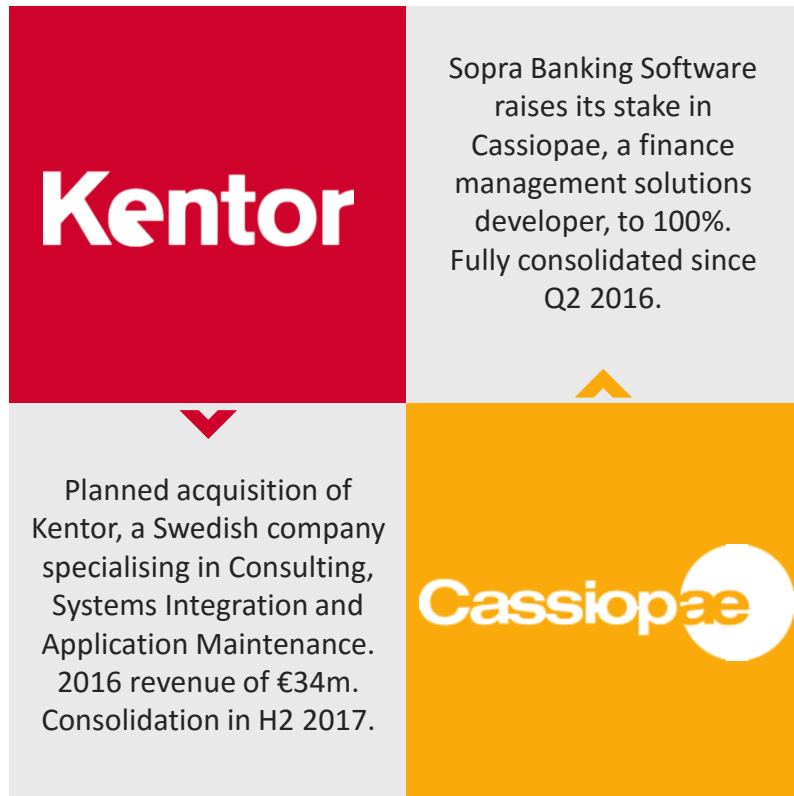 Kentor
Sopra Banking Software
raises its stake in
Cassiopae, a finance
management solutions
developer, to 100%.
Fully consolidated since
Q2 2016.
Planned acquisition of
Kentor, a Swedish company
specialising in Consulting,
Systems Integration and
Application Maintenance.
2016 revenue of €34m.
Consolidation in H2 2017.
Cassiopae